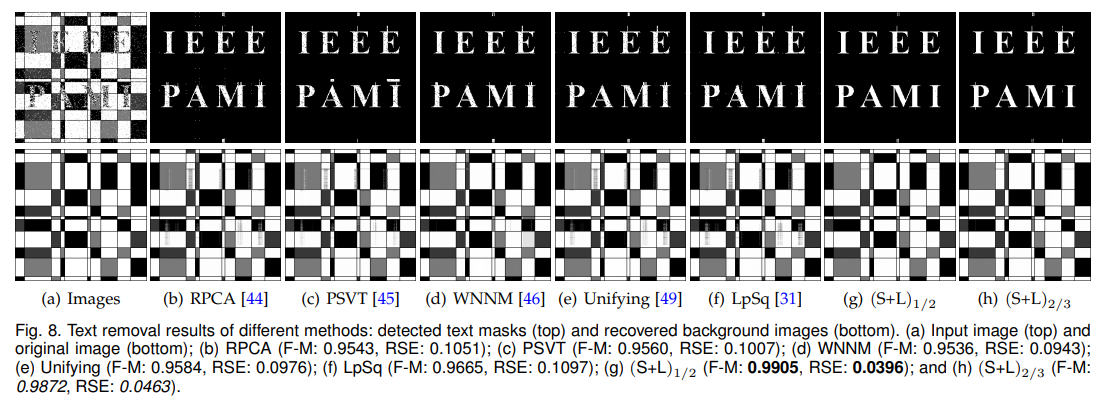 IEEE IEEE IEEE IEEE IEEE IEEE IEEE IEEE
PAMI PAMI PAMI PAMI PAMI PAMI PAMI PAMI
(a) Images (b) RPCA [44] (c) PSVT [45] (d) WNNM [46] (e) Unifying [49] (f) LpSq [31] (g) (S+L)1/2 (h) (S+L)2/3
Fig. 8. Text removal results of different methods: detected text masks (top) and recovered background images (bottom). (a) Input image (top) and
original image (bottom); (b) RPCA (F-M: 0.9543, RSE: 0.1051); (c) PSVT (F-M: 0.9560, RSE: 0.1007); (d) WNNM (F-M: 0.9536, RSE: 0.0943);
(e) Unifying (F-M: 0.9584, RSE: 0.0976); (f) LpSq (F-M: 0.9665, RSE: 0.1097); (g) (S+L)1/2 (F-M: 0.9905, RSE: 0.0396); and (h) (S+L)2/3 (F-M:
0.9872, RSE: 0.0463).